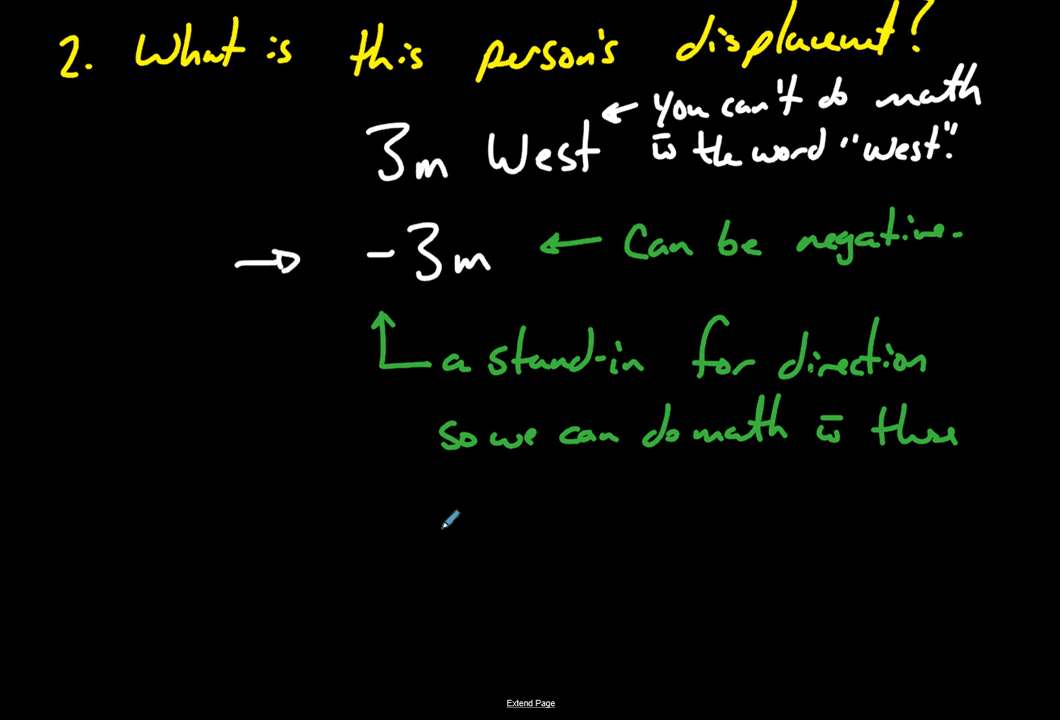 2. What is this person's displacement?
3m West ← You can't do math
w̄ the word "west."
→ -3m ← Can be negative.
a stand-in for direction
so we can do math w̄ these
Extend Page